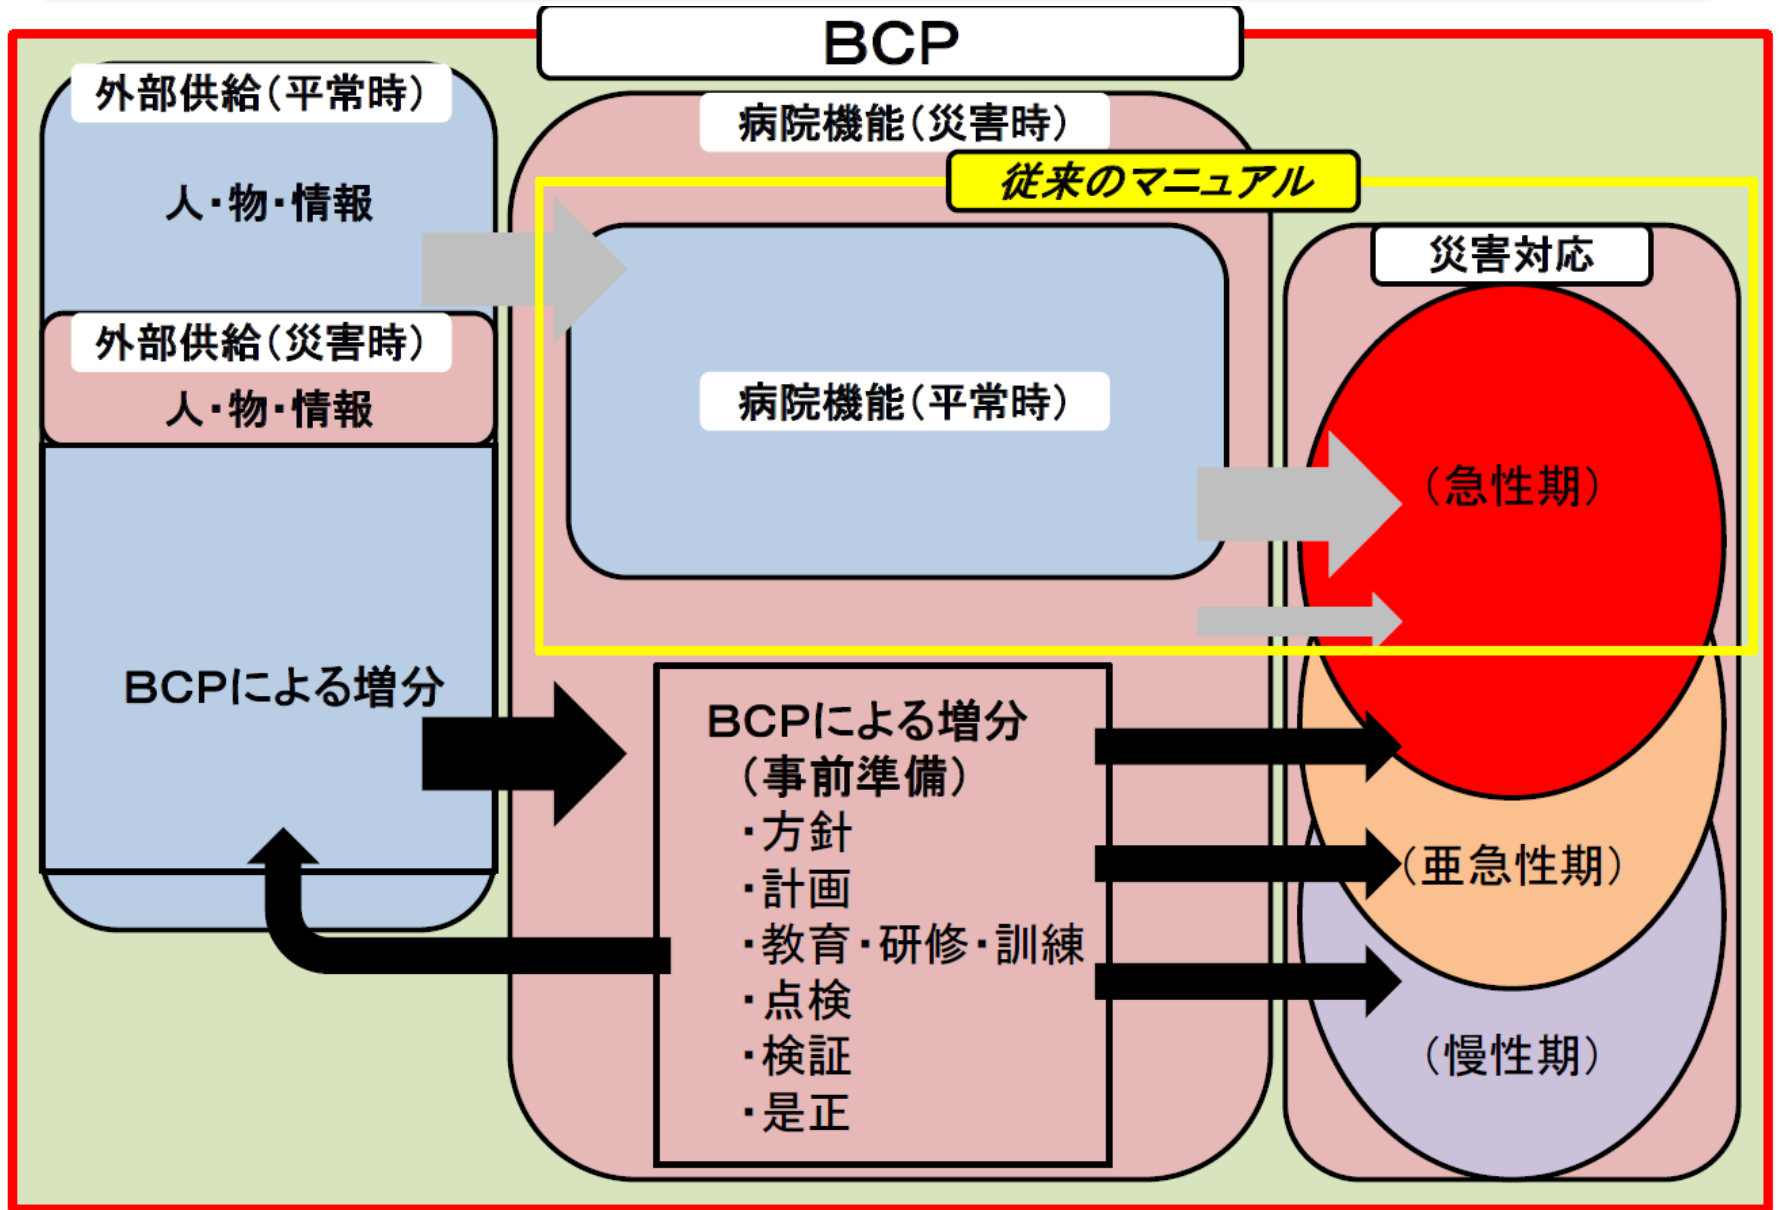 BCP
外部供給(平常時)
人・物・情報
外部供給(災害時)
人・物・情報
BCPによる増分
病院機能(災害時)
従来のマニュアル
病院機能(平常時)
BCPによる増分
(事前準備)
・方針
・計画
・教育・研修・訓練
・点検
・検証
・是正
災害対応
(急性期)
(亜急性期)
(慢性期)